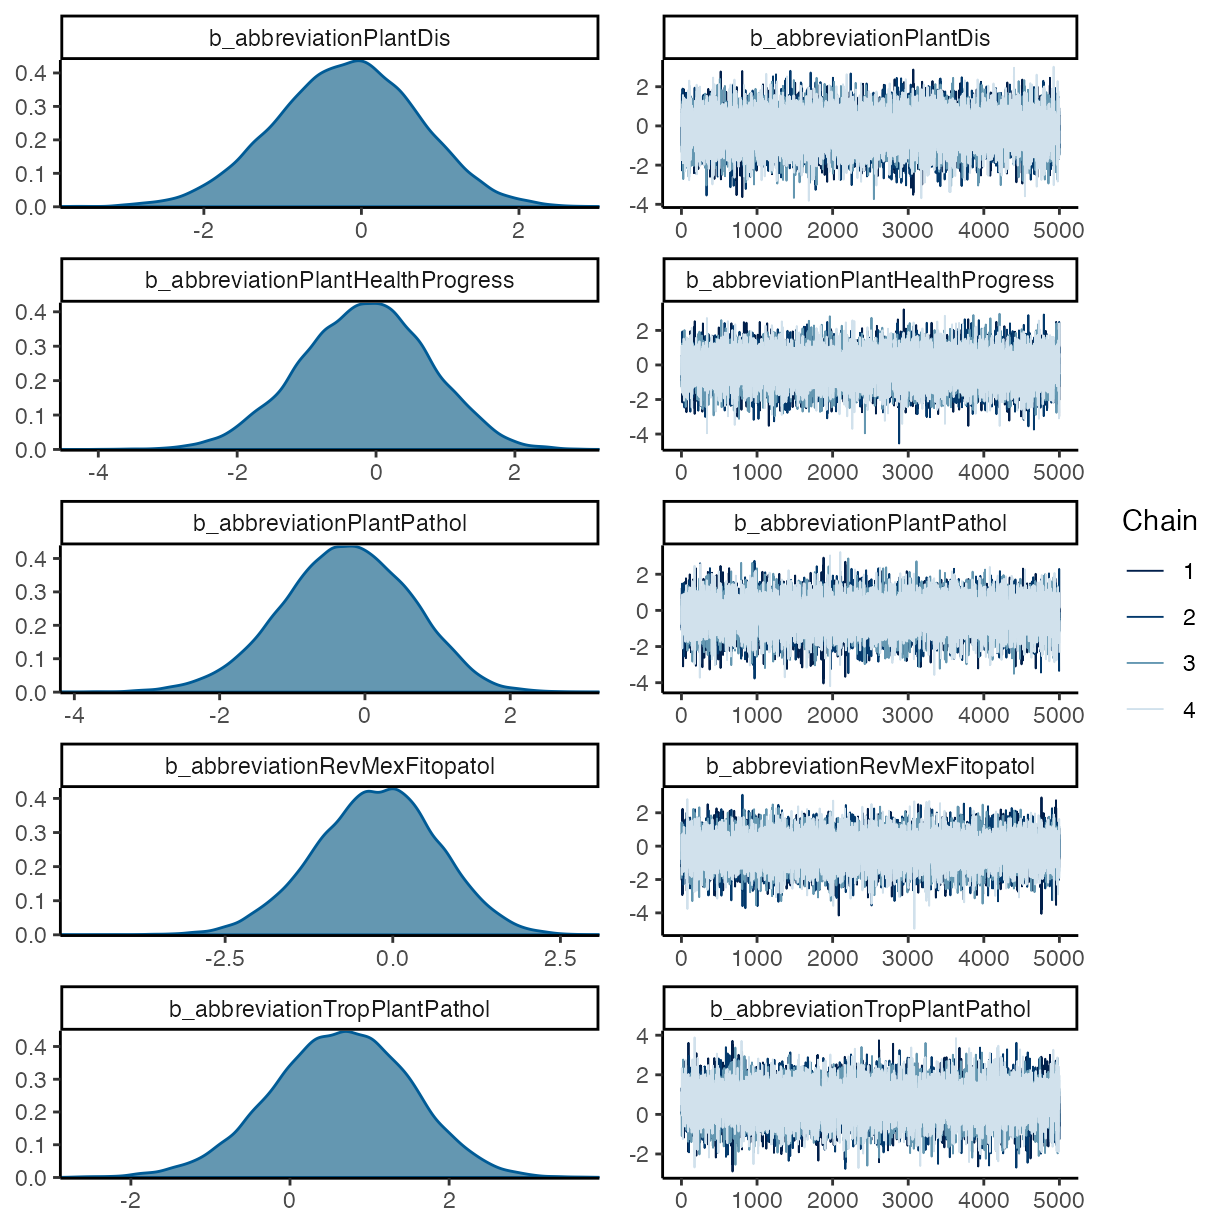 b_abbreviationPlantDis
b_abbreviationPlantDis
0.4
0.3
0.2
0.1
0.0
-2 0 2
2
0
-2
-4
0 1000 2000 3000 4000 5000
b_abbreviationPlantHealthProgress
b_abbreviationPlantHealthProgress
0.4
0.3
0.2
0.1
0.0
-4 -2 0 2
2
0
-2
-4
0 1000 2000 3000 4000 5000
b_abbreviationPlantPathol
b_abbreviationPlantPathol
0.4
0.3
0.2
0.1
0.0
-4 -2 0 2
2
0
-2
-4
0 1000 2000 3000 4000 5000
b_abbreviationRevMexFitopatol
b_abbreviationRevMexFitopatol
0.4
0.3
0.2
0.1
0.0
-2.5 0.0 2.5
2
0
-2
-4
0 1000 2000 3000 4000 5000
b_abbreviationTropPlantPathol
b_abbreviationTropPlantPathol
0.4
0.3
0.2
0.1
0.0
-2 0 2
4
2
0
-2
0 1000 2000 3000 4000 5000
Chain
1
2
3
4